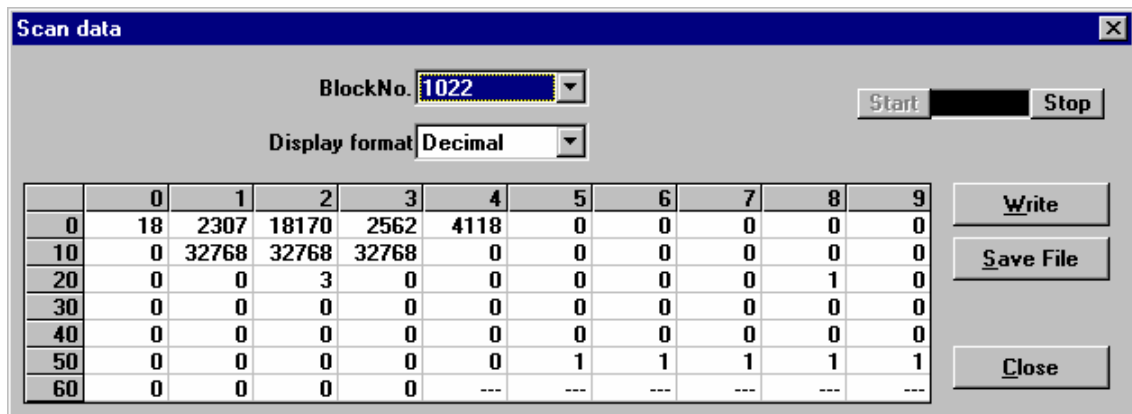 Scan data
BlockNo. 1022
Start Stop
Display format Decimal
0 1 2 3 4 5 6 7 8 9
0 18 2307 18170 2562 4118 0 0 0 0 0
10 0 32768 32768 32768 0 0 0 0 0 0
20 0 0 3 0 0 0 0 0 1 0
30 0 0 0 0 0 0 0 0 0 0
40 0 0 0 0 0 0 0 0 0 0
50 0 0 0 0 0 1 1 1 1 1
60 0 0 0 0 --- --- --- --- --- ---
Write
Save File
Close